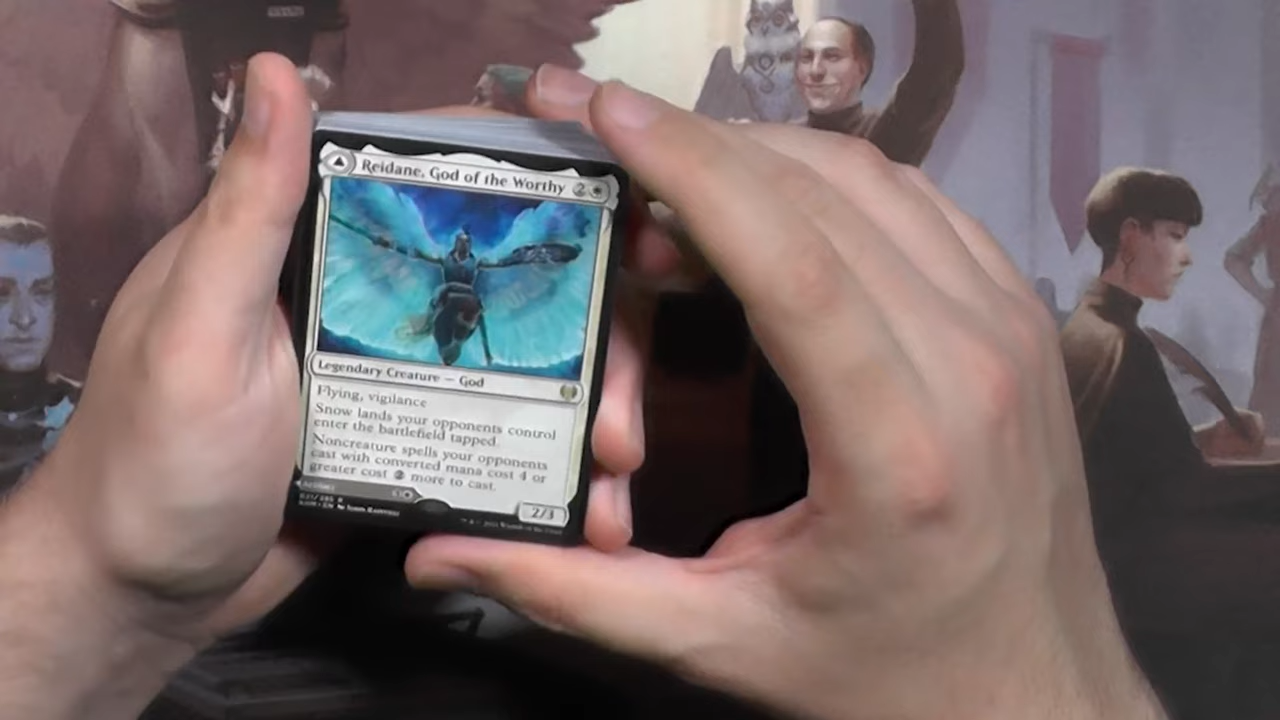 Reidane, God of the Worthy 2
Legendary Creature — God
Flying, vigilance
Snow lands your opponents control
enter the battlefield tapped.
Noncreature spells your opponents
cast with converted mana cost 4 or
greater cost 2 more to cast.
2/3